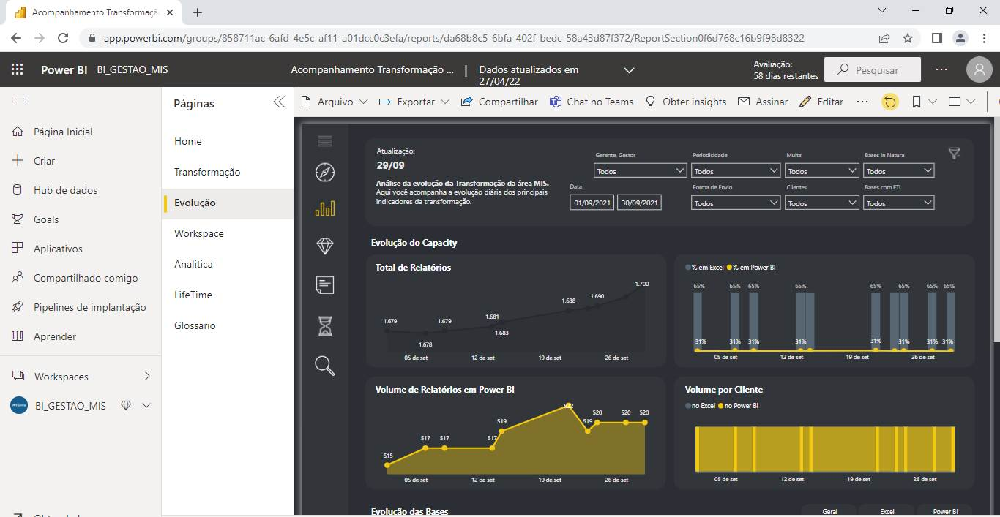 Acompanhamento Transformaçã
app.powerbi.com/groups/858711ac-6afd-4e5c-af11-a01dcc0c3efa/reports/da68b8c5-6bfa-402f-bedc-58a43d87f372/ReportSection0f6d768c16b9f98d8322
Power BI BI_GESTAO_MIS
Acompanhamento Transformação ... | Dados atualizados em 27/04/22
Avaliação:
58 dias restantes
Pesquisar
Páginas
Arquivo
Exportar
Compartilhar
Chat no Teams
Obter insights
Assinar
Editar
Página Inicial
Criar
Hub de dados
Goals
Aplicativos
Compartilhado comigo
Pipelines de implantação
Aprender
Workspaces
BI_GESTAO_MIS
Home
Transformação
Evolução
Workspace
Analitica
LifeTime
Glossário
Atualização:
29/09
Análise da evolução da Transformação da área MIS.
Aqui você acompanha a evolução diária dos principais
indicadores da transformação.
Gerente, Gestor
Todos
Periodicidade
Todos
Multa
Todos
Bases In Natura
Todos
Data
01/09/2021 30/09/2021
Forma de Envio
Todos
Clientes
Todos
Bases com ETL
Todos
Evolução do Capacity
Total de Relatórios
1.679
1.678
1.679
1.681
1.683
1.688
1.690
1.700
05 de set 12 de set 19 de set 26 de set
% em Excel % em Power BI
65% 65% 65% 65% 65% 65% 65% 65%
31% 31% 31% 31% 31% 31% 31% 31%
05 de set 12 de set 19 de set 26 de set
Volume de Relatórios em Power BI
515 517 517 517 519 522 519 520 520 520
05 de set 12 de set 19 de set 26 de set
Volume por Cliente
no Excel no Power BI
05 de set 12 de set 19 de set 26 de set
Evolução das Bases
Geral Excel Power BI